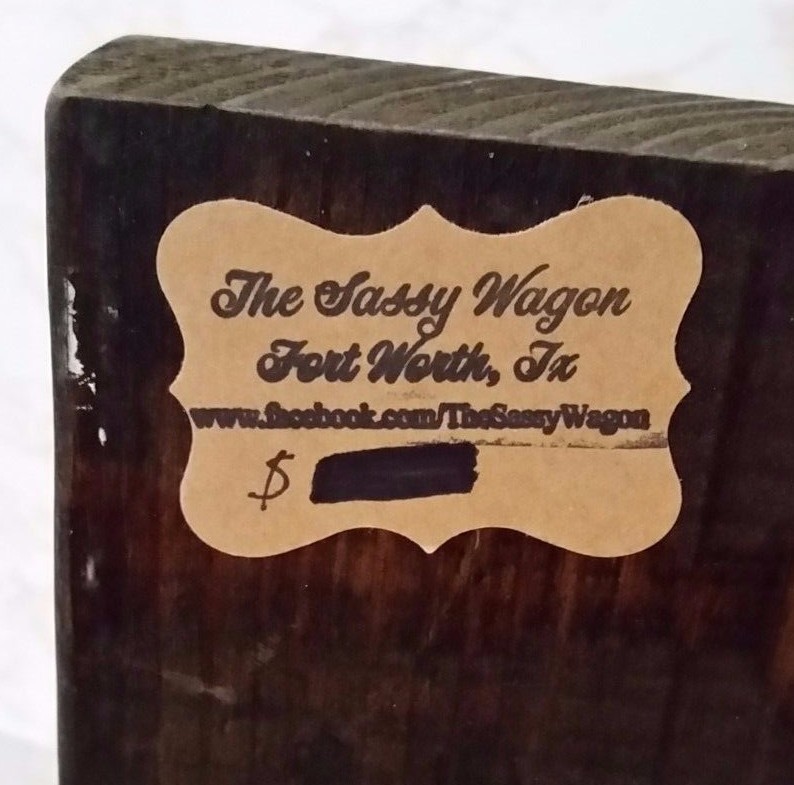 The Sassy Wagon
Fort Worth, Tx
www.facebook.com/TheSassyWagon
$